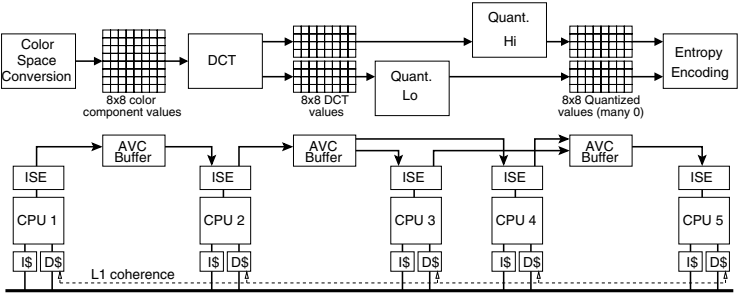 Color
Space
Conversion
8x8 color
component values
DCT
8x8 DCT
values
Quant.
Lo
Quant.
Hi
8x8 Quantized
values (many 0)
Entropy
Encoding
AVC
Buffer
AVC
Buffer
AVC
Buffer
ISE
ISE
ISE
ISE
ISE
CPU 1
CPU 2
CPU 3
CPU 4
CPU 5
I$
D$
I$
D$
I$
D$
I$
D$
I$
D$
L1 coherence